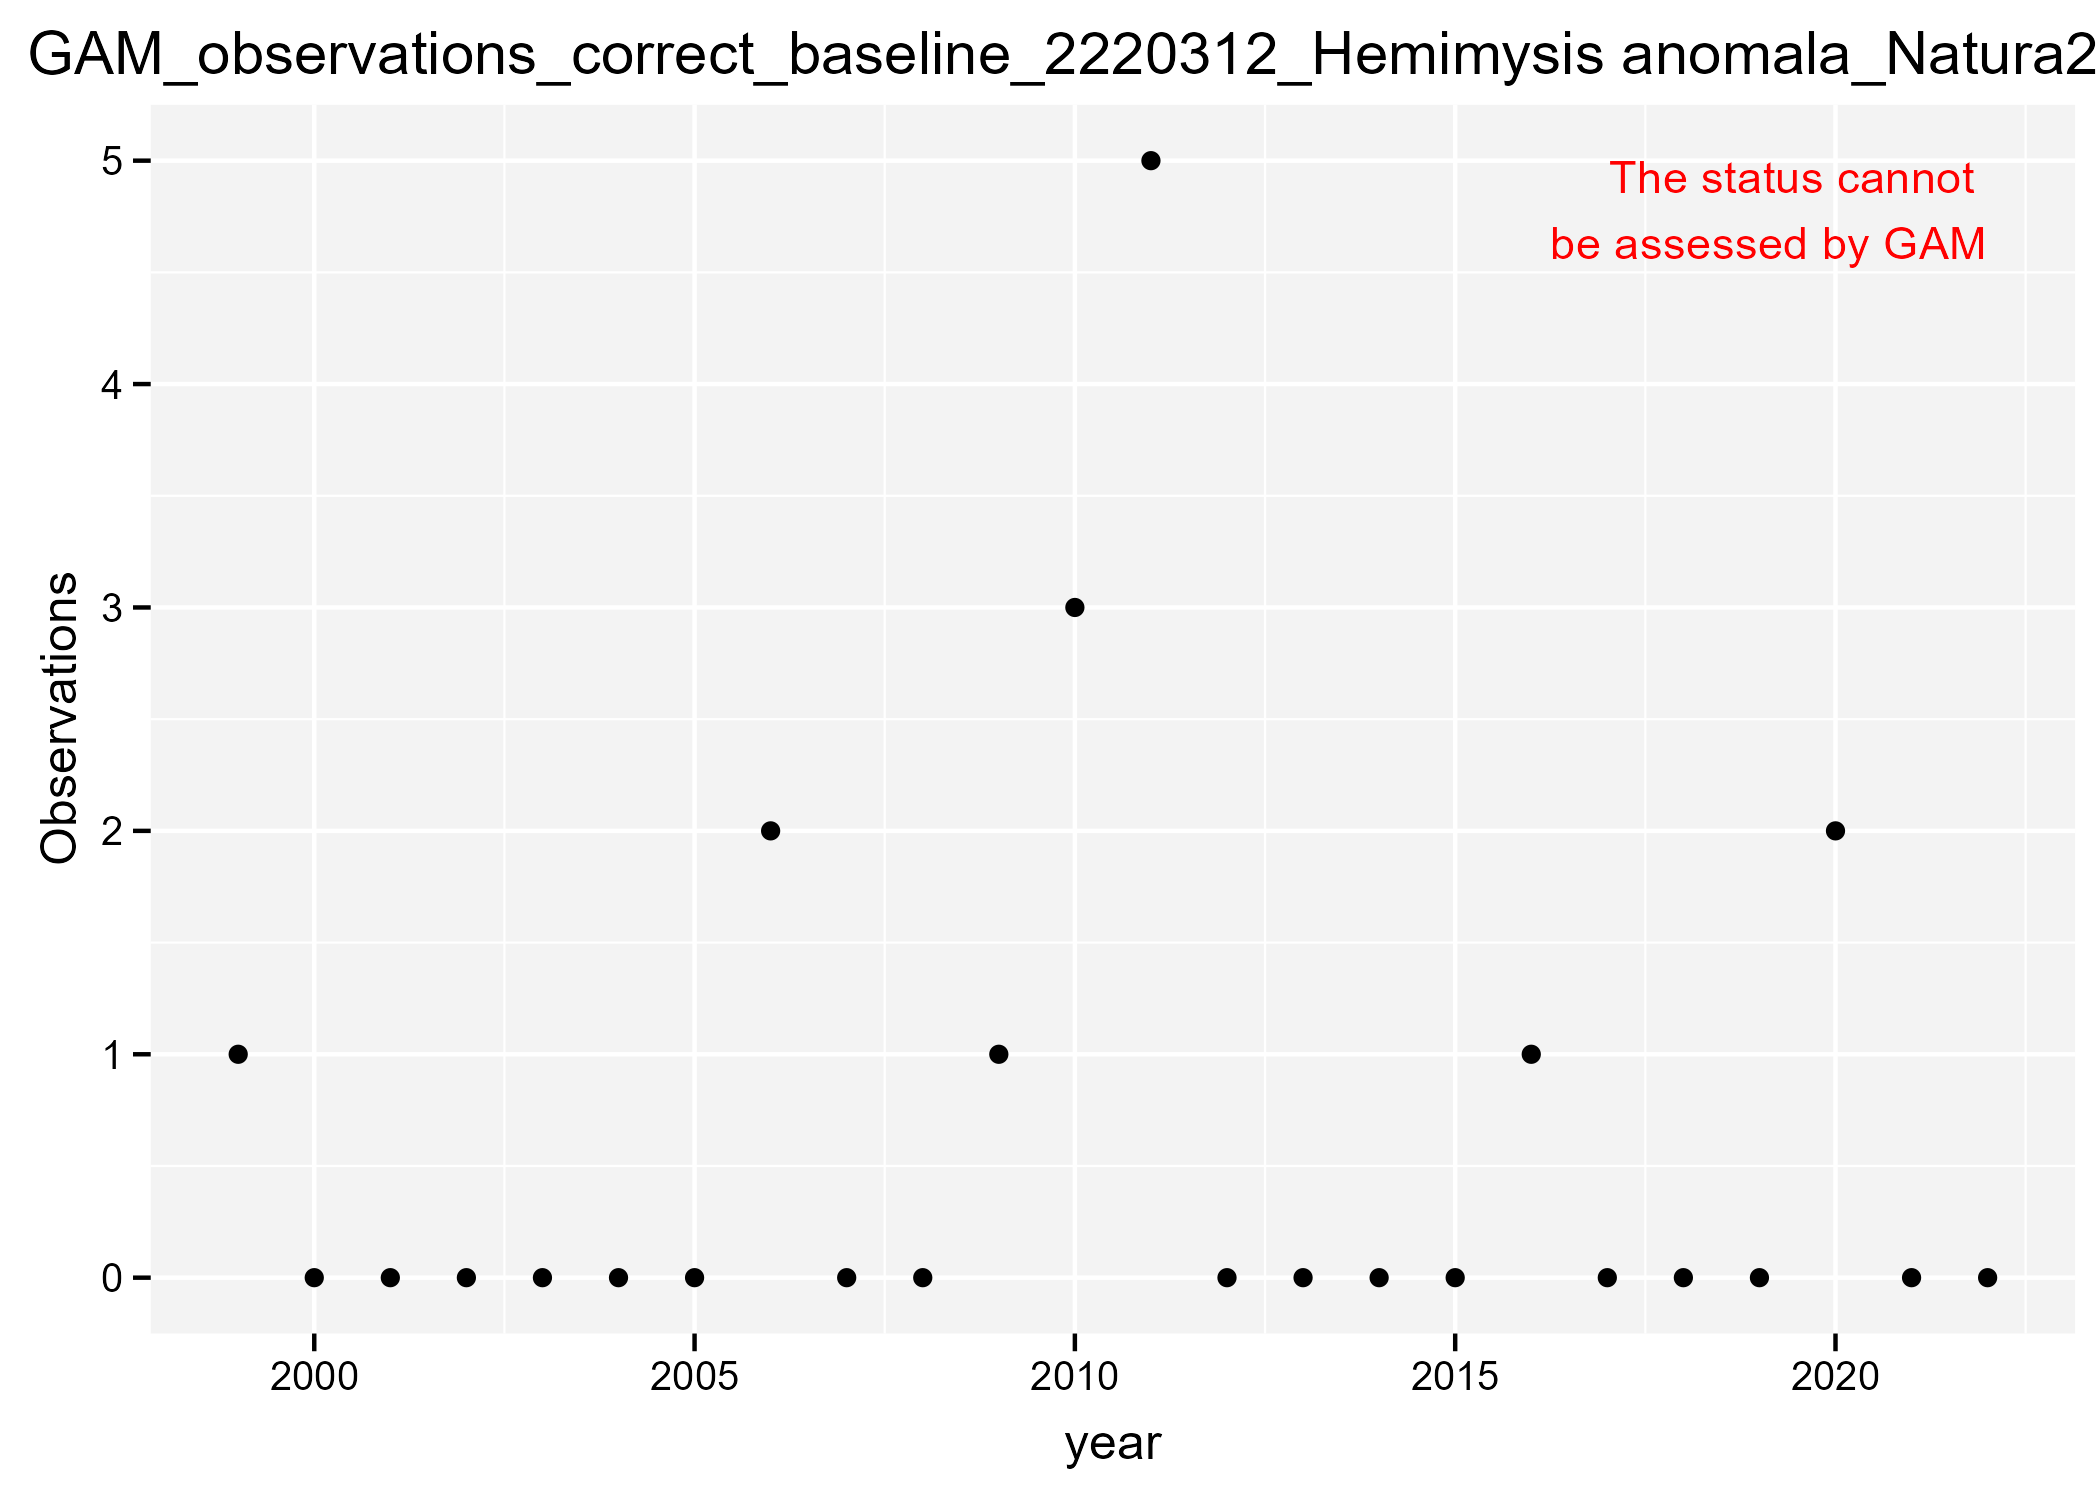 GAM_observations_correct_baseline_2220312_Hemimysis anomala_Natura2
The status cannot
be assessed by GAM
5
4
3
2
1
0
Observations
2000 2005 2010 2015 2020
year